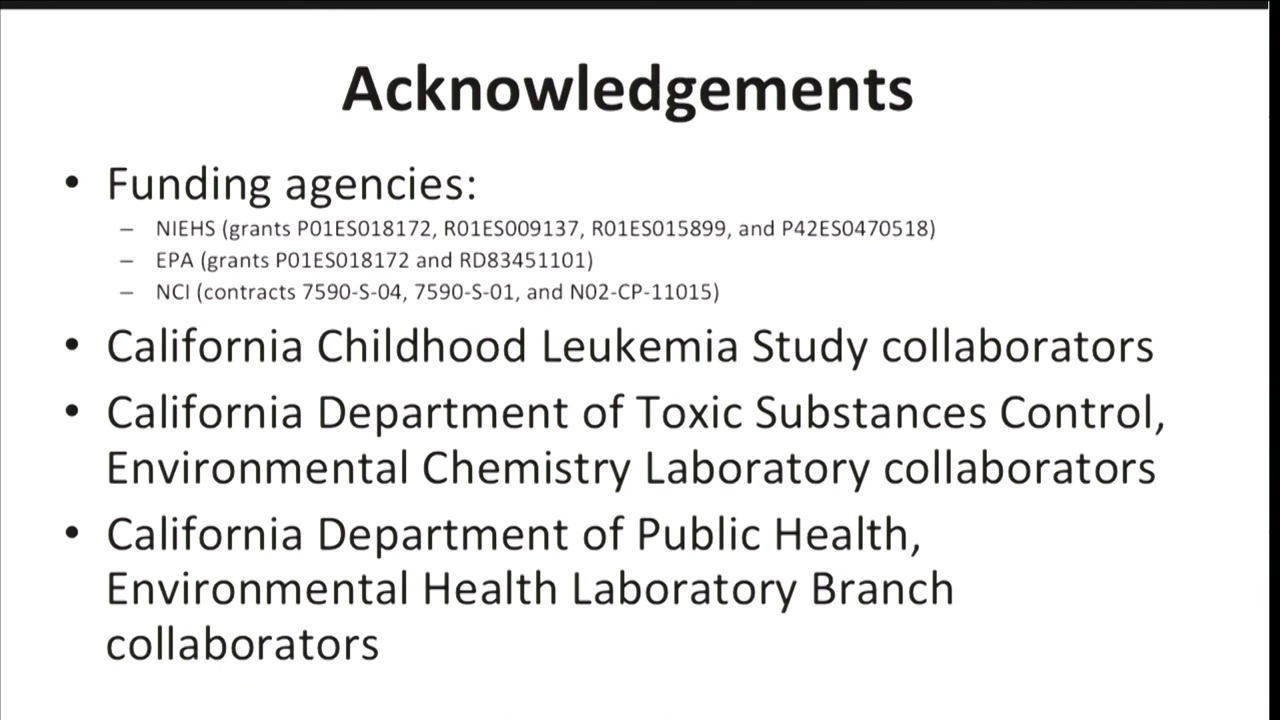 Acknowledgements
• Funding agencies:
– NIEHS (grants P01ES018172, R01ES009137, R01ES015899, and P42ES0470518)
– EPA (grants P01ES018172 and RD83451101)
– NCI (contracts 7590-S-04, 7590-S-01, and N02-CP-11015)
• California Childhood Leukemia Study collaborators
• California Department of Toxic Substances Control,
Environmental Chemistry Laboratory collaborators
• California Department of Public Health,
Environmental Health Laboratory Branch
collaborators